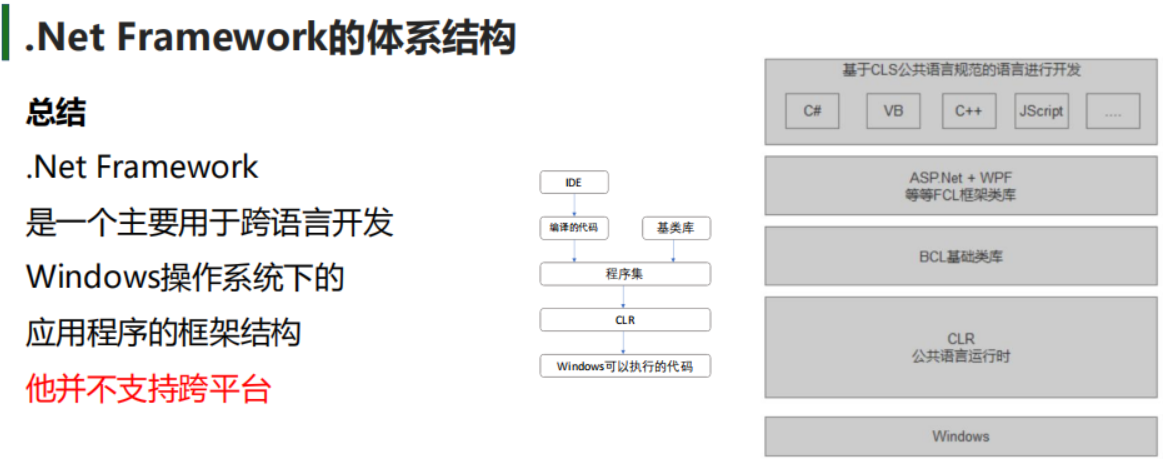 .Net Framework的体系结构
总结
.Net Framework
是一个主要用于跨语言开发
Windows操作系统下的
应用程序的框架结构
他并不支持跨平台
IDE
编译的代码
基类库
程序集
CLR
Windows可以执行的代码
基于CLS公共语言规范的语言进行开发
C#
VB
C++
JScript
....
ASP.Net + WPF
等等FCL框架类库
BCL基础类库
CLR
公共语言运行时
Windows